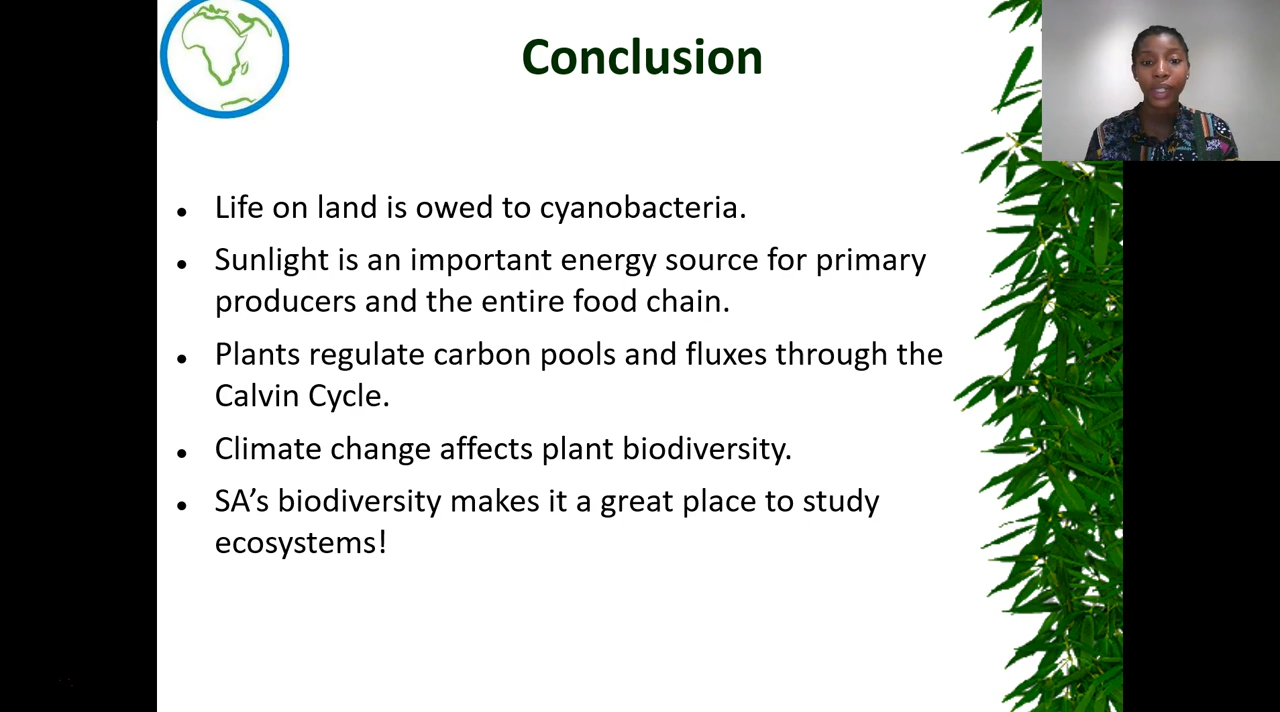 Conclusion
Life on land is owed to cyanobacteria.
Sunlight is an important energy source for primary
producers and the entire food chain.
Plants regulate carbon pools and fluxes through the
Calvin Cycle.
Climate change affects plant biodiversity.
SA’s biodiversity makes it a great place to study
ecosystems!